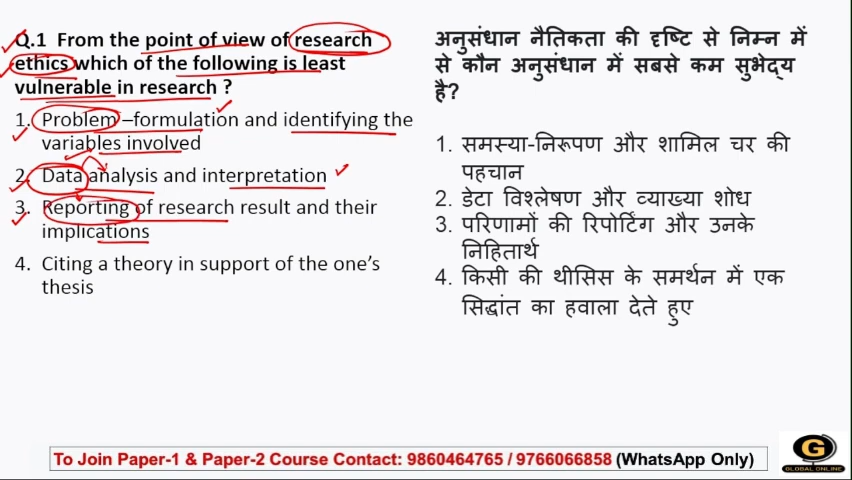 Q.1 From the point of view of research
ethics which of the following is least
vulnerable in research ?
1. Problem –formulation and identifying the
variables involved
2. Data analysis and interpretation
3. Reporting of research result and their
implications
4. Citing a theory in support of the one's
thesis
अनुसंधान नैतिकता की दृष्टि से निम्न में
से कौन अनुसंधान में सबसे कम सुभेद्य
है?
1. समस्या-निरूपण और शामिल चर की
पहचान
2. डेटा विश्लेषण और व्याख्या शोध
3. परिणामों की रिपोर्टिंग और उनके
निहितार्थ
4. किसी की थीसिस के समर्थन में एक
सिद्धांत का हवाला देते हुए
To Join Paper-1 & Paper-2 Course Contact: 9860464765 / 9766066858 (WhatsApp Only)
G
GLOBAL ONLINE